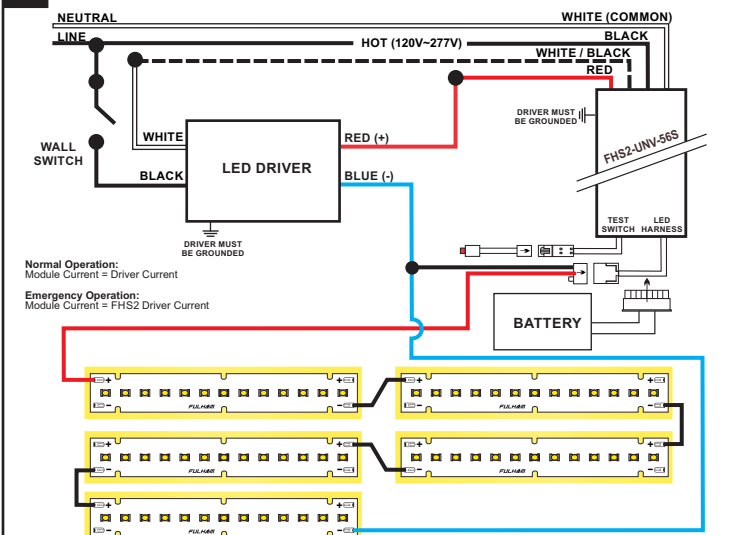 NEUTRAL
WHITE (COMMON)
LINE
BLACK
HOT (120V~277V)
WHITE / BLACK
RED
DRIVER MUST
BE GROUNDED
FHS2-UNV-56S
WALL
SWITCH
WHITE
BLACK
LED DRIVER
RED (+)
BLUE (-)
DRIVER MUST
BE GROUNDED
TEST
SWITCH
LED
HARNESS
Normal Operation:
Module Current = Driver Current
Emergency Operation:
Module Current = FHS2 Driver Current
BATTERY
+
+
+
-
FULHAM
-
-
FULHAM
-
+
+
+
+
-
FULHAM
-
-
FULHAM
-
+
+
-
FULHAM
-